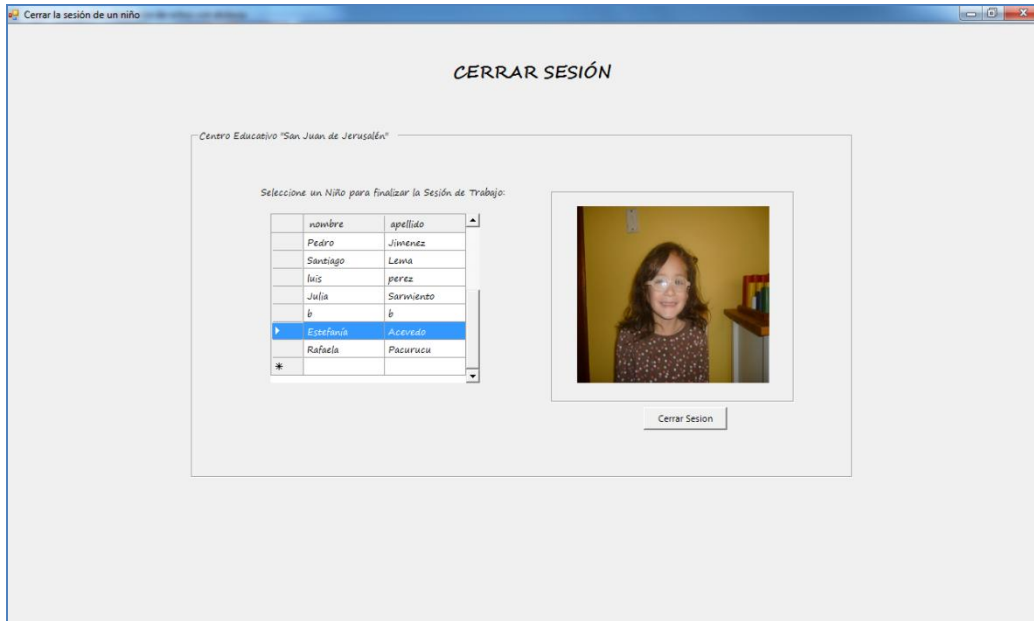 Cerrar la sesión de un niño
CERRAR SESIÓN
Centro Educativo "San Juan de Jerusalén"
Seleccione un Niño para finalizar la Sesión de Trabajo:
nombre apellido
Pedro Jimenez
Santiago Lema
luis perez
Julia Sarmiento
b b
Estefanía Acevedo
Rafaela Pacurucu
Cerrar Sesion